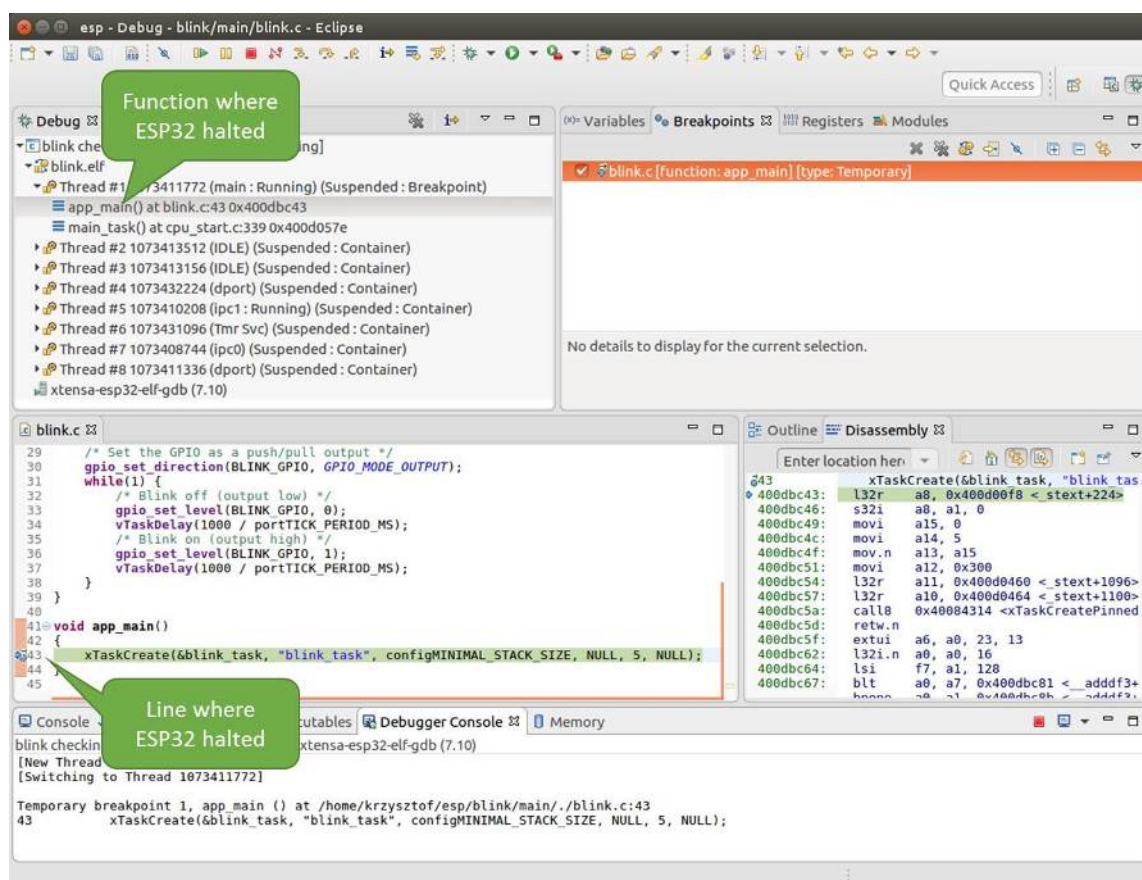 esp - Debug - blink/main/blink.c - Eclipse
Quick Access
Function where
ESP32 halted
Debug
blink che ing]
blink.elf
Thread #1 1073411772 (main : Running) (Suspended : Breakpoint)
app_main() at blink.c:43 0x400dbc43
main_task() at cpu_start.c:339 0x400d057e
Thread #2 1073413512 (IDLE) (Suspended : Container)
Thread #3 1073413156 (IDLE) (Suspended : Container)
Thread #4 1073432224 (dport) (Suspended : Container)
Thread #5 1073410208 (ipc1 : Running) (Suspended : Container)
Thread #6 1073431096 (Tmr Svc) (Suspended : Container)
Thread #7 1073408744 (ipc0) (Suspended : Container)
Thread #8 1073411336 (dport) (Suspended : Container)
xtensa-esp32-elf-gdb (7.10)
(x)= Variables Breakpoints Registers Modules
blink.c [function: app_main] [type: Temporary]
No details to display for the current selection.
blink.c
29 /* Set the GPIO as a push/pull output */
30 gpio_set_direction(BLINK_GPIO, GPIO_MODE_OUTPUT);
31 while(1) {
32 /* Blink off (output low) */
33 gpio_set_level(BLINK_GPIO, 0);
34 vTaskDelay(1000 / portTICK_PERIOD_MS);
35 /* Blink on (output high) */
36 gpio_set_level(BLINK_GPIO, 1);
37 vTaskDelay(1000 / portTICK_PERIOD_MS);
38 }
39 }
40
41 void app_main()
42 {
43 xTaskCreate(&blink_task, "blink_task", configMINIMAL_STACK_SIZE, NULL, 5, NULL);
44 }
45
Line where
ESP32 halted
Outline Disassembly
Enter location her
43 xTaskCreate(&blink_task, "blink_tas
400dbc43: l32r a8, 0x400d00f8 <_stext+224>
400dbc46: s32i a8, a1, 0
400dbc49: movi a15, 0
400dbc4c: movi a14, 5
400dbc4f: mov.n a13, a15
400dbc51: movi a12, 0x300
400dbc54: l32r a11, 0x400d0460 <_stext+1096>
400dbc57: l32r a10, 0x400d0464 <_stext+1100>
400dbc5a: call8 0x40084314 <xTaskCreatePinned
400dbc5d: retw.n
400dbc5f: extui a6, a0, 23, 13
400dbc62: l32i.n a0, a0, 16
400dbc64: lsi f7, a1, 128
400dbc67: blt a0, a7, 0x400dbc81 <__adddf3+
Console cutables Debugger Console Memory
blink checkin xtensa-esp32-elf-gdb (7.10)
[New Thread
[Switching to Thread 1073411772]
Temporary breakpoint 1, app_main () at /home/krzysztof/esp/blink/main/./blink.c:43
43 xTaskCreate(&blink_task, "blink_task", configMINIMAL_STACK_SIZE, NULL, 5, NULL);